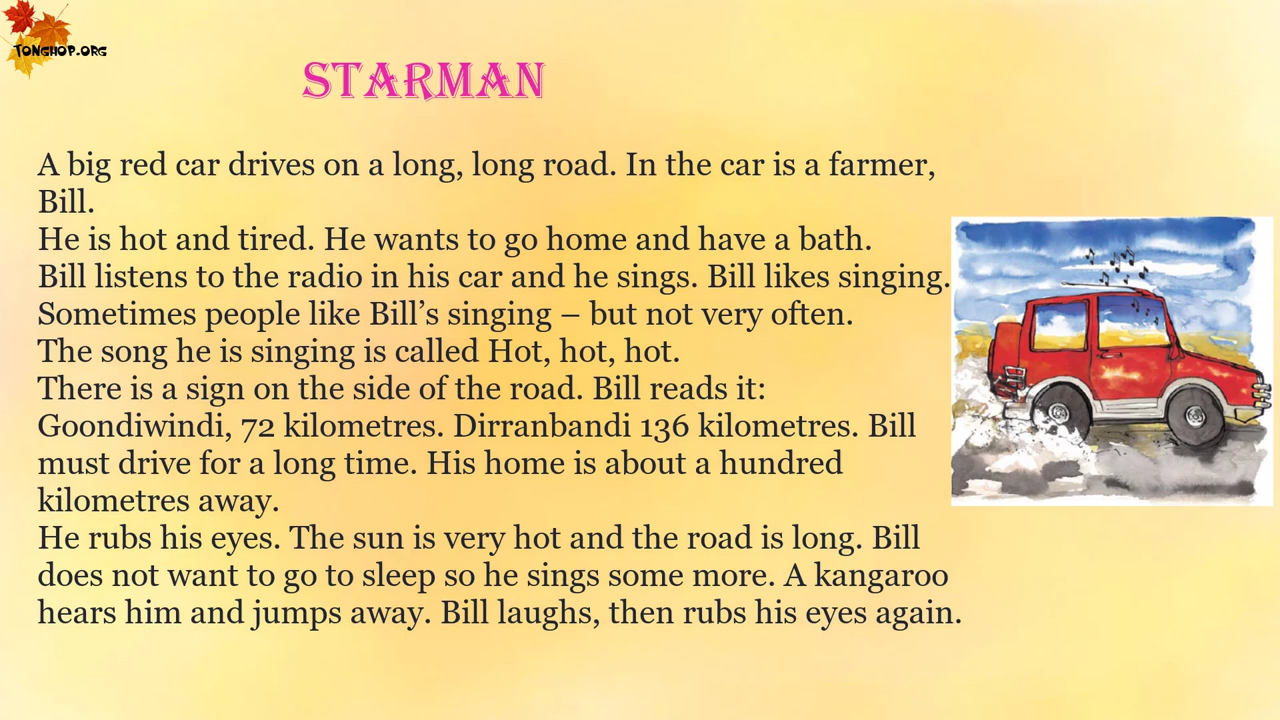 TONGHOP.ORG
STARMAN
A big red car drives on a long, long road. In the car is a farmer,
Bill.
He is hot and tired. He wants to go home and have a bath.
Bill listens to the radio in his car and he sings. Bill likes singing.
Sometimes people like Bill’s singing – but not very often.
The song he is singing is called Hot, hot, hot.
There is a sign on the side of the road. Bill reads it:
Goondiwindi, 72 kilometres. Dirranbandi 136 kilometres. Bill
must drive for a long time. His home is about a hundred
kilometres away.
He rubs his eyes. The sun is very hot and the road is long. Bill
does not want to go to sleep so he sings some more. A kangaroo
hears him and jumps away. Bill laughs, then rubs his eyes again.